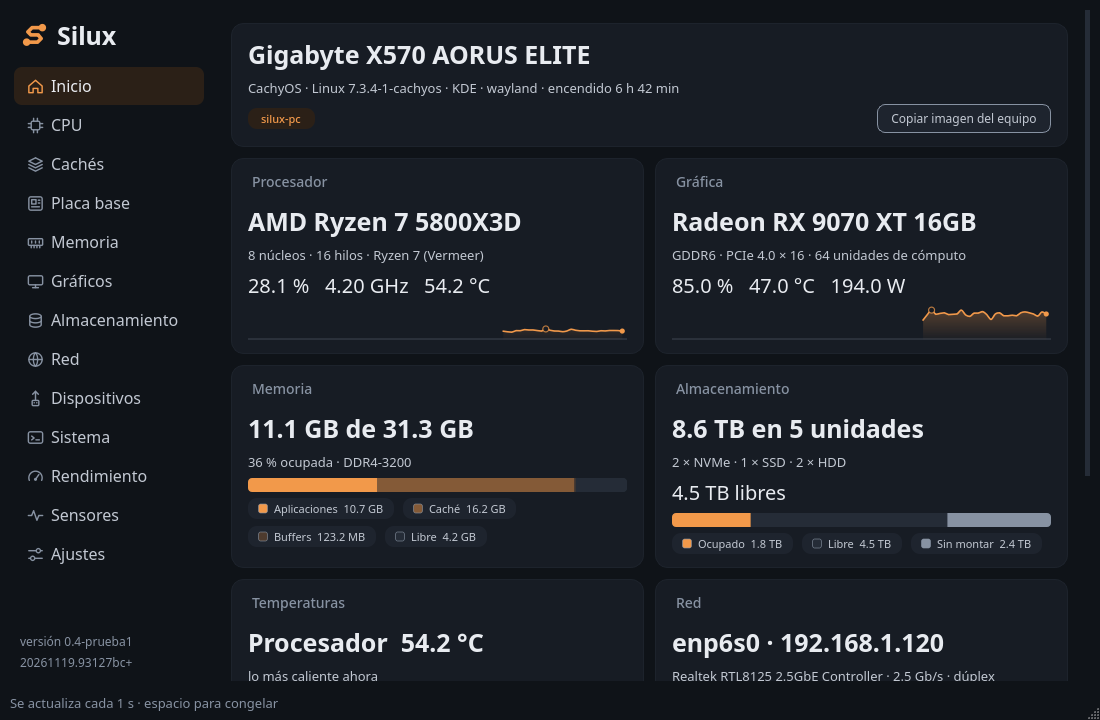 Silux
Inicio
CPU
Cachés
Placa base
Memoria
Gráficos
Almacenamiento
Red
Dispositivos
Sistema
Rendimiento
Sensores
Ajustes
versión 0.4-prueba1
20261119.93127bc+
Gigabyte X570 AORUS ELITE
CachyOS · Linux 7.3.4-1-cachyos · KDE · wayland · encendido 6 h 42 min
silux-pc
Copiar imagen del equipo
Procesador
AMD Ryzen 7 5800X3D
8 núcleos · 16 hilos · Ryzen 7 (Vermeer)
28.1 % 4.20 GHz 54.2 °C
Gráfica
Radeon RX 9070 XT 16GB
GDDR6 · PCIe 4.0 × 16 · 64 unidades de cómputo
85.0 % 47.0 °C 194.0 W
Memoria
11.1 GB de 31.3 GB
36 % ocupada · DDR4-3200
Aplicaciones 10.7 GB Caché 16.2 GB
Buffers 123.2 MB Libre 4.2 GB
Almacenamiento
8.6 TB en 5 unidades
2 × NVMe · 1 × SSD · 2 × HDD
4.5 TB libres
Ocupado 1.8 TB Libre 4.5 TB Sin montar 2.4 TB
Temperaturas
Procesador 54.2 °C
lo más caliente ahora
Red
enp6s0 · 192.168.1.120
Realtek RTL8125 2.5GbE Controller · 2.5 Gb/s · dúplex
Se actualiza cada 1 s · espacio para congelar